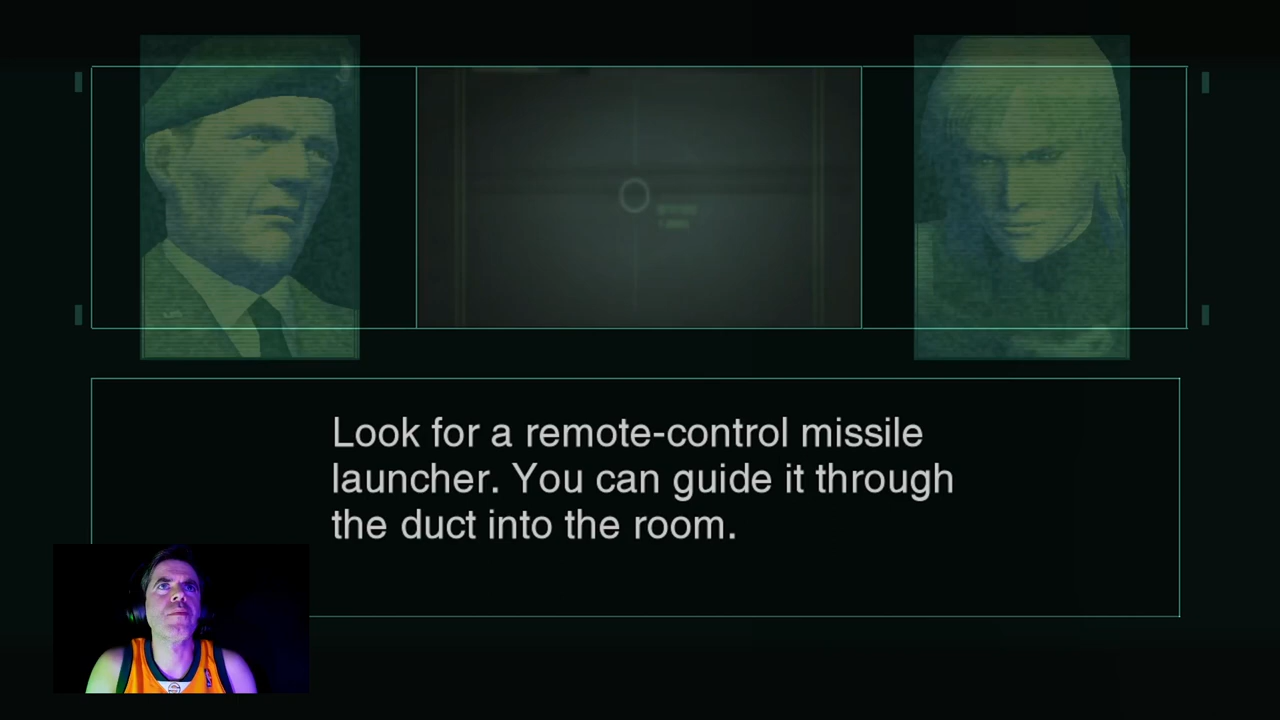 Look for a remote-control missile
launcher. You can guide it through
the duct into the room.